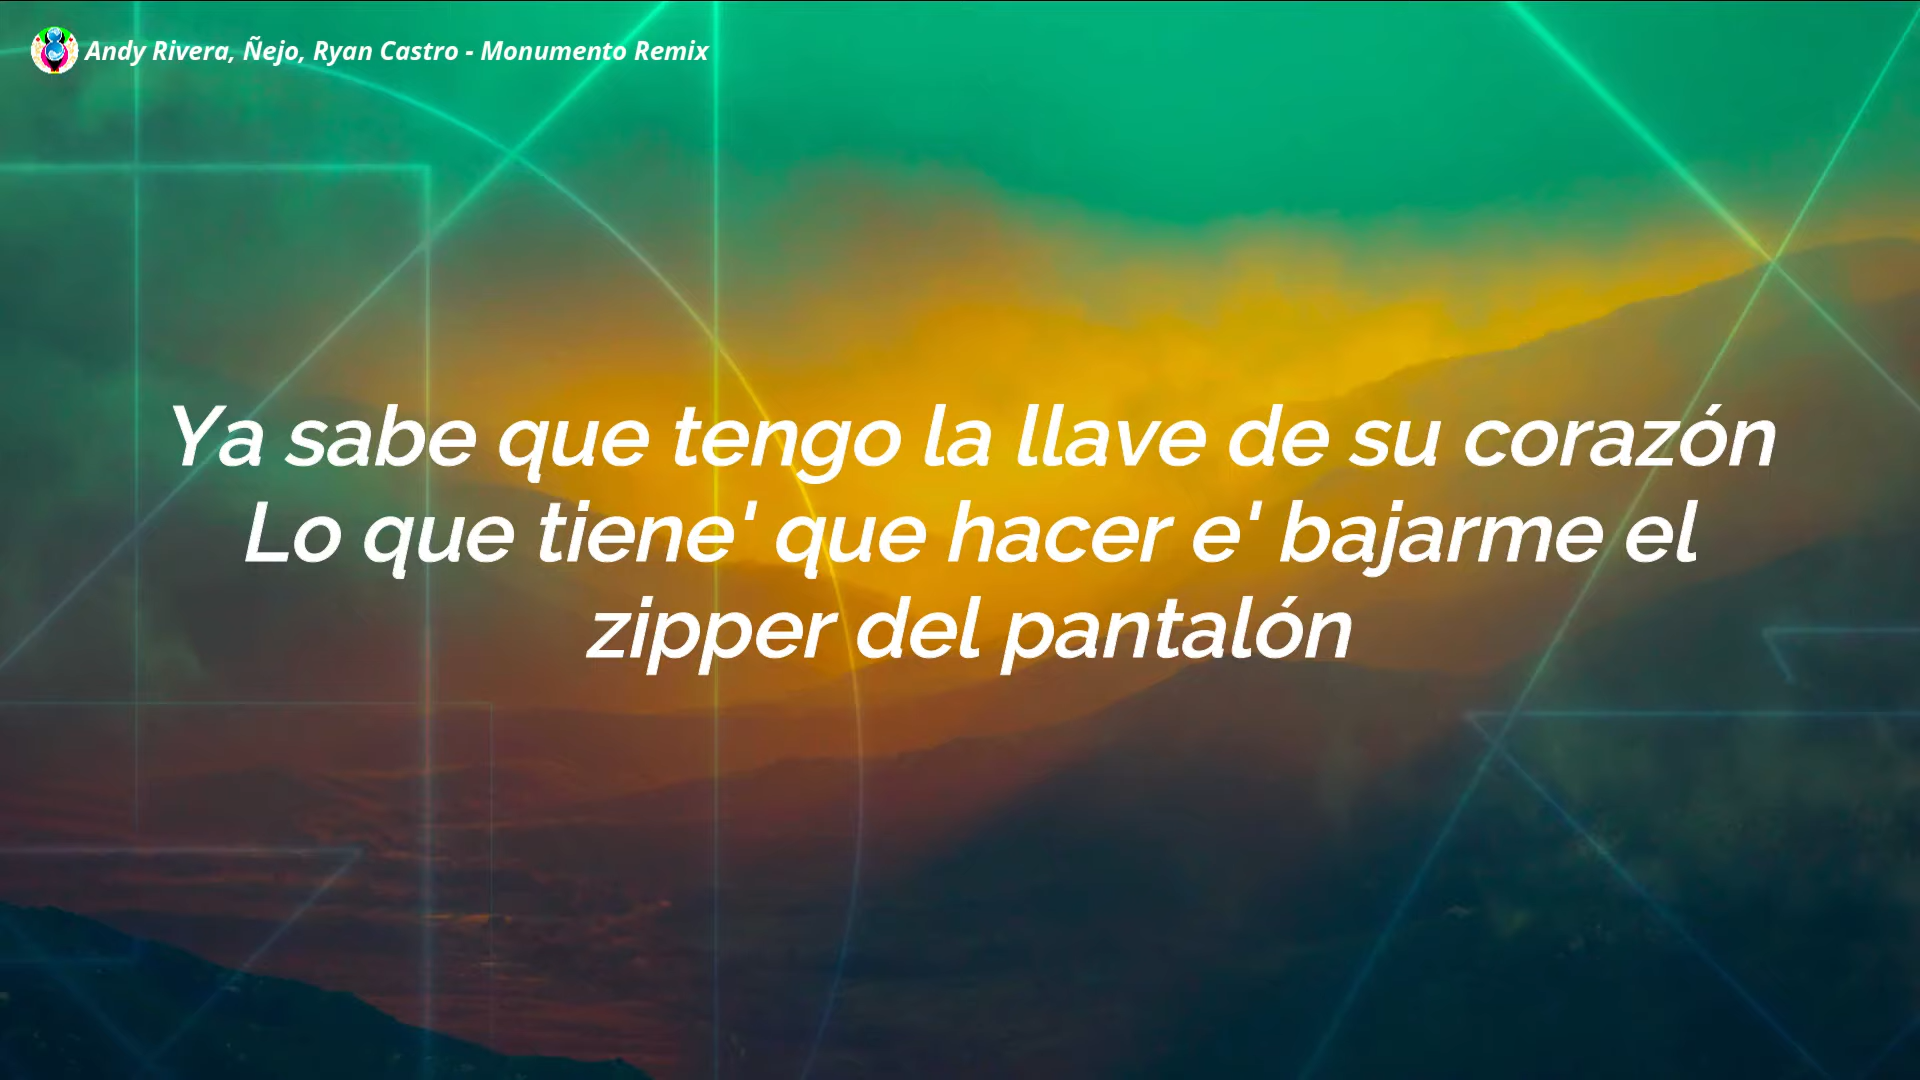 Andy Rivera, Ñejo, Ryan Castro - Monumento Remix
Ya sabe que tengo la llave de su corazón
Lo que tiene' que hacer e' bajarme el
zipper del pantalón